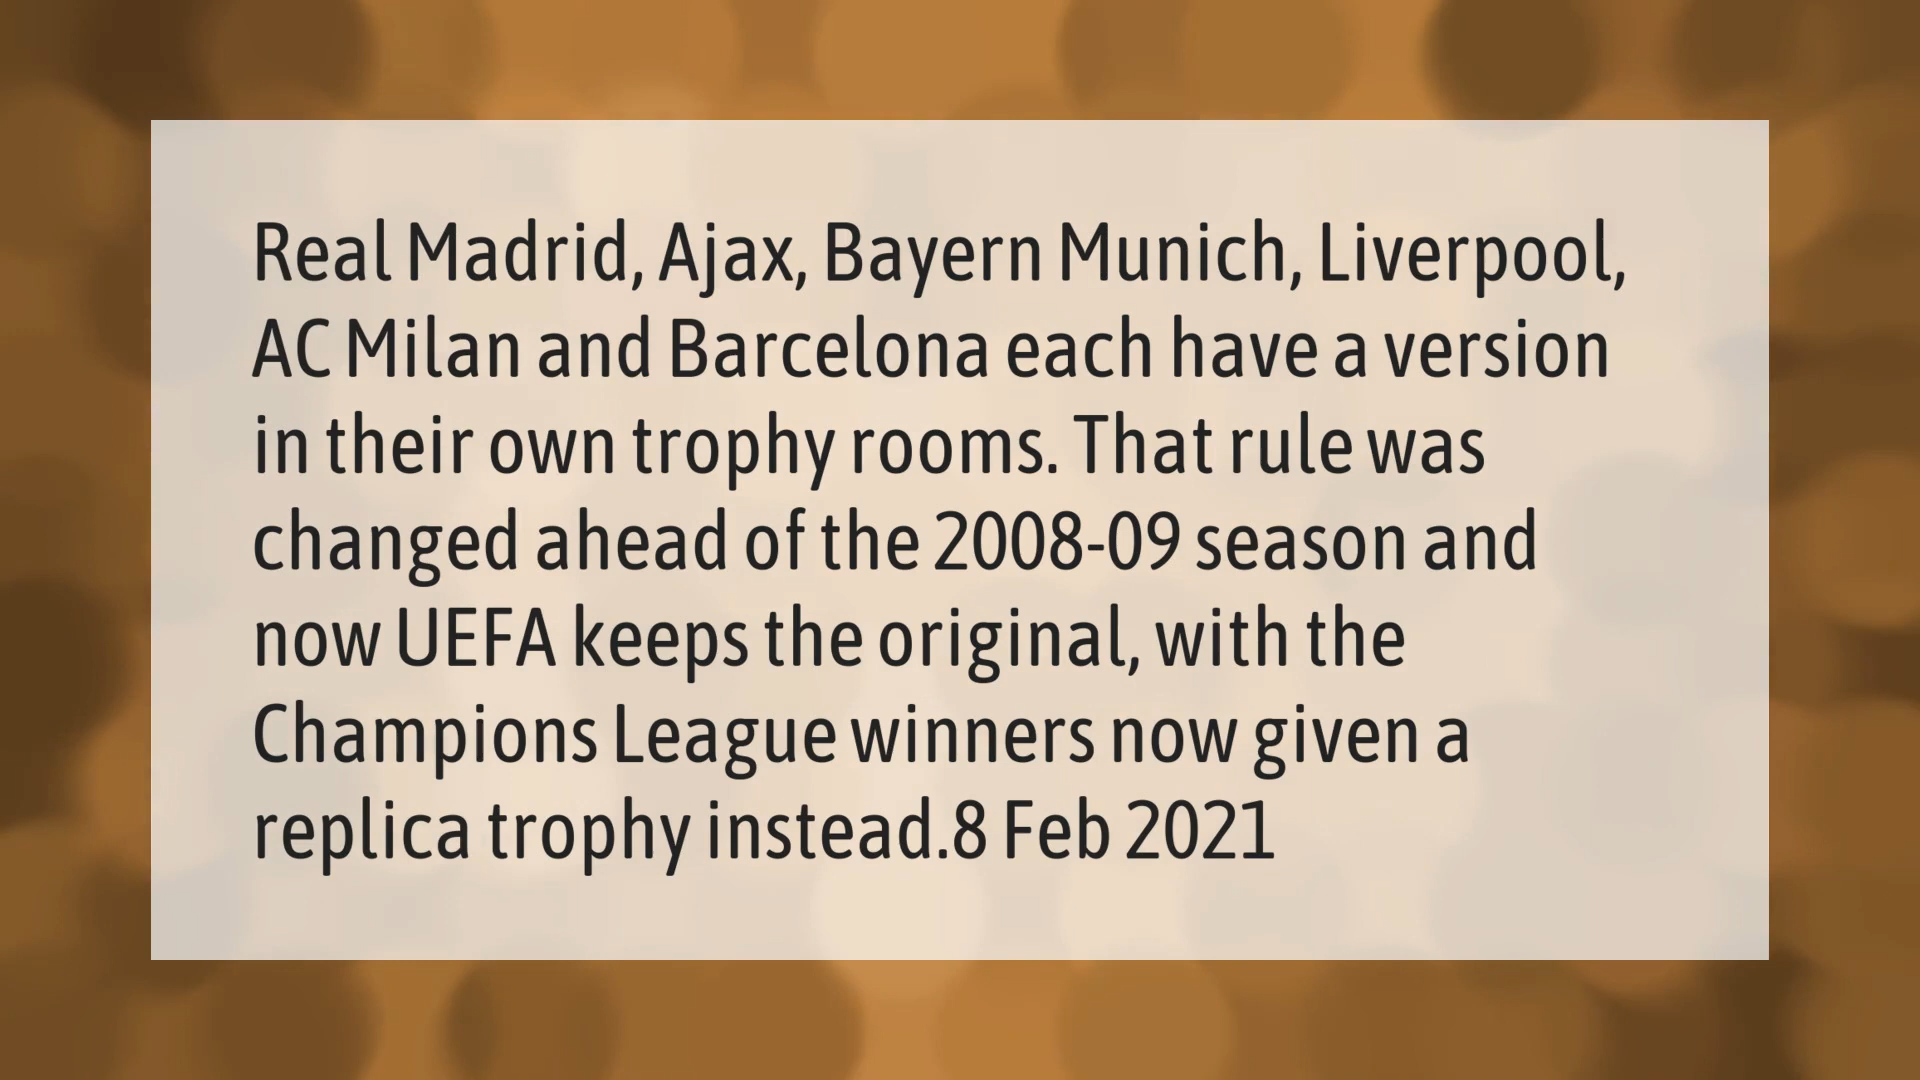 Real Madrid, Ajax, Bayern Munich, Liverpool,
AC Milan and Barcelona each have a version
in their own trophy rooms. That rule was
changed ahead of the 2008-09 season and
now UEFA keeps the original, with the
Champions League winners now given a
replica trophy instead.8 Feb 2021